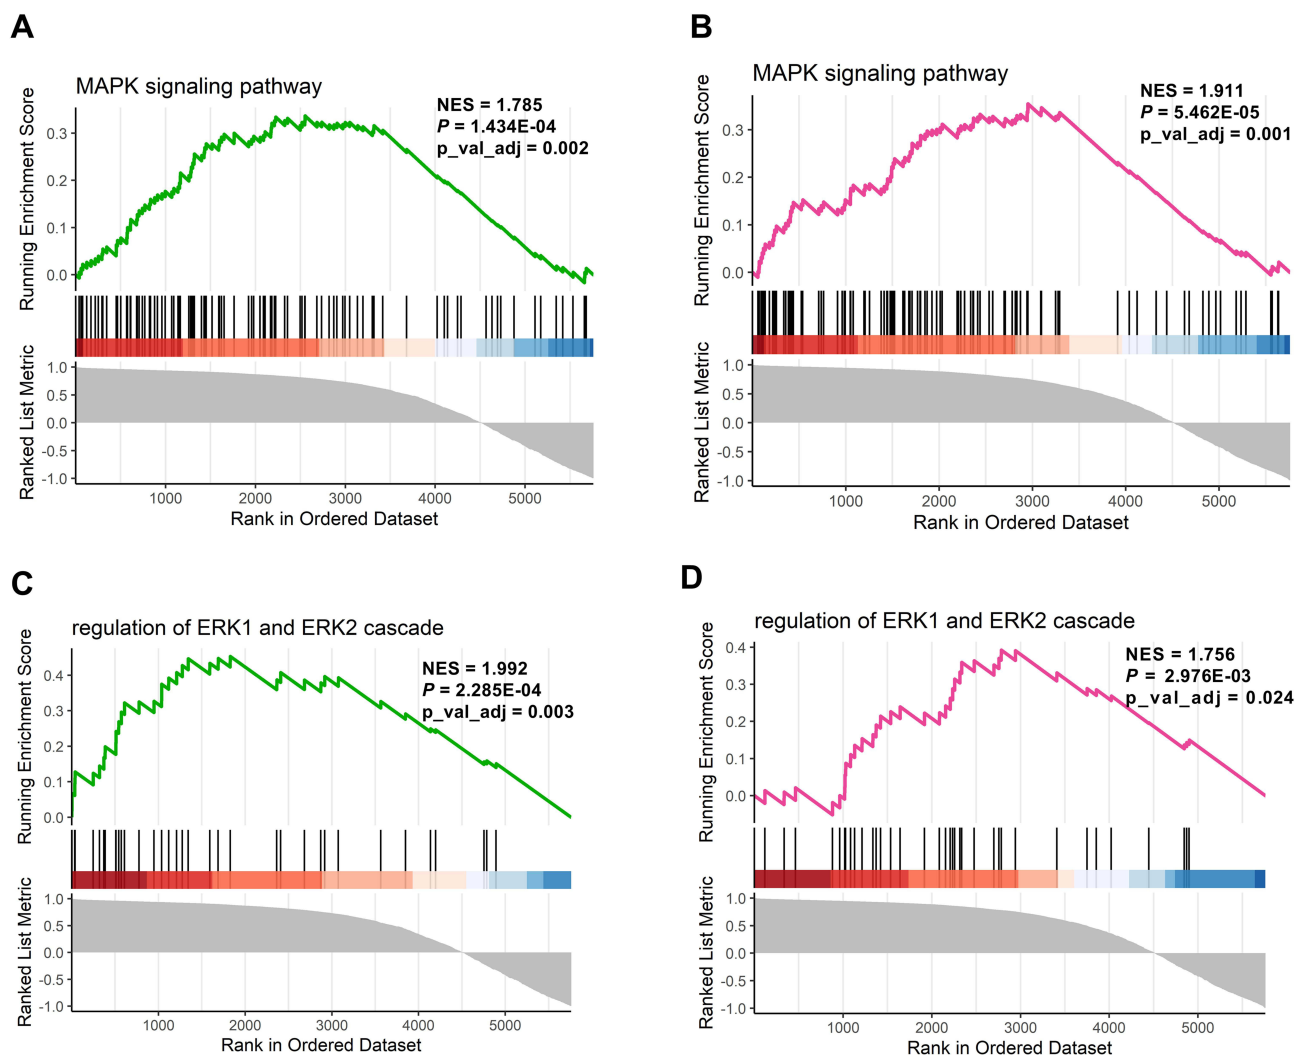 A
MAPK signaling pathway
NES = 1.785
P = 1.434E-04
p_val_adj = 0.002
Running Enrichment Score
0.3
0.2
0.1
0.0
Ranked List Metric
1.0
0.5
0.0
-0.5
-1.0
1000 2000 3000 4000 5000
Rank in Ordered Dataset
B
MAPK signaling pathway
NES = 1.911
P = 5.462E-05
p_val_adj = 0.001
Running Enrichment Score
0.3
0.2
0.1
0.0
Ranked List Metric
1.0
0.5
0.0
-0.5
-1.0
1000 2000 3000 4000 5000
Rank in Ordered Dataset
C
regulation of ERK1 and ERK2 cascade
NES = 1.992
P = 2.285E-04
p_val_adj = 0.003
Running Enrichment Score
0.4
0.3
0.2
0.1
0.0
Ranked List Metric
1.0
0.5
0.0
-0.5
-1.0
1000 2000 3000 4000 5000
Rank in Ordered Dataset
D
regulation of ERK1 and ERK2 cascade
NES = 1.756
P = 2.976E-03
p_val_adj = 0.024
Running Enrichment Score
0.4
0.3
0.2
0.1
0.0
Ranked List Metric
1.0
0.5
0.0
-0.5
-1.0
1000 2000 3000 4000 5000
Rank in Ordered Dataset